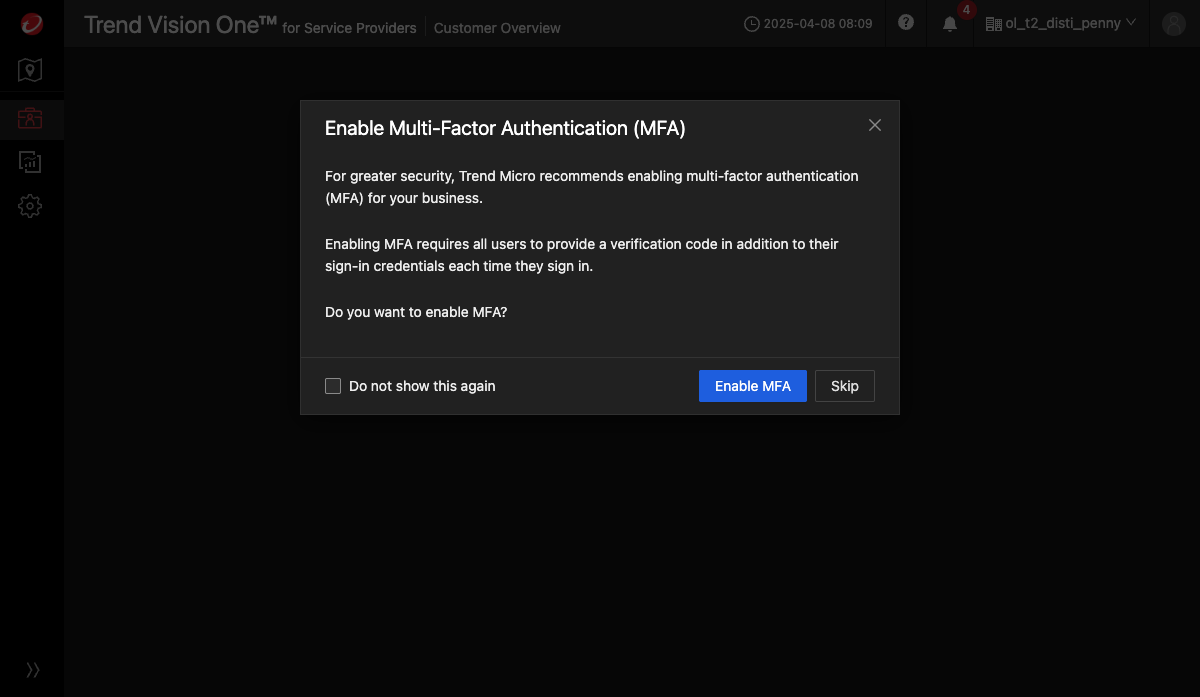 Trend Vision One™ for Service Providers Customer Overview
2025-04-08 08:09
?
4
ol_t2_disti_penny
Enable Multi-Factor Authentication (MFA)
For greater security, Trend Micro recommends enabling multi-factor authentication
(MFA) for your business.
Enabling MFA requires all users to provide a verification code in addition to their
sign-in credentials each time they sign in.
Do you want to enable MFA?
Do not show this again
Enable MFA
Skip